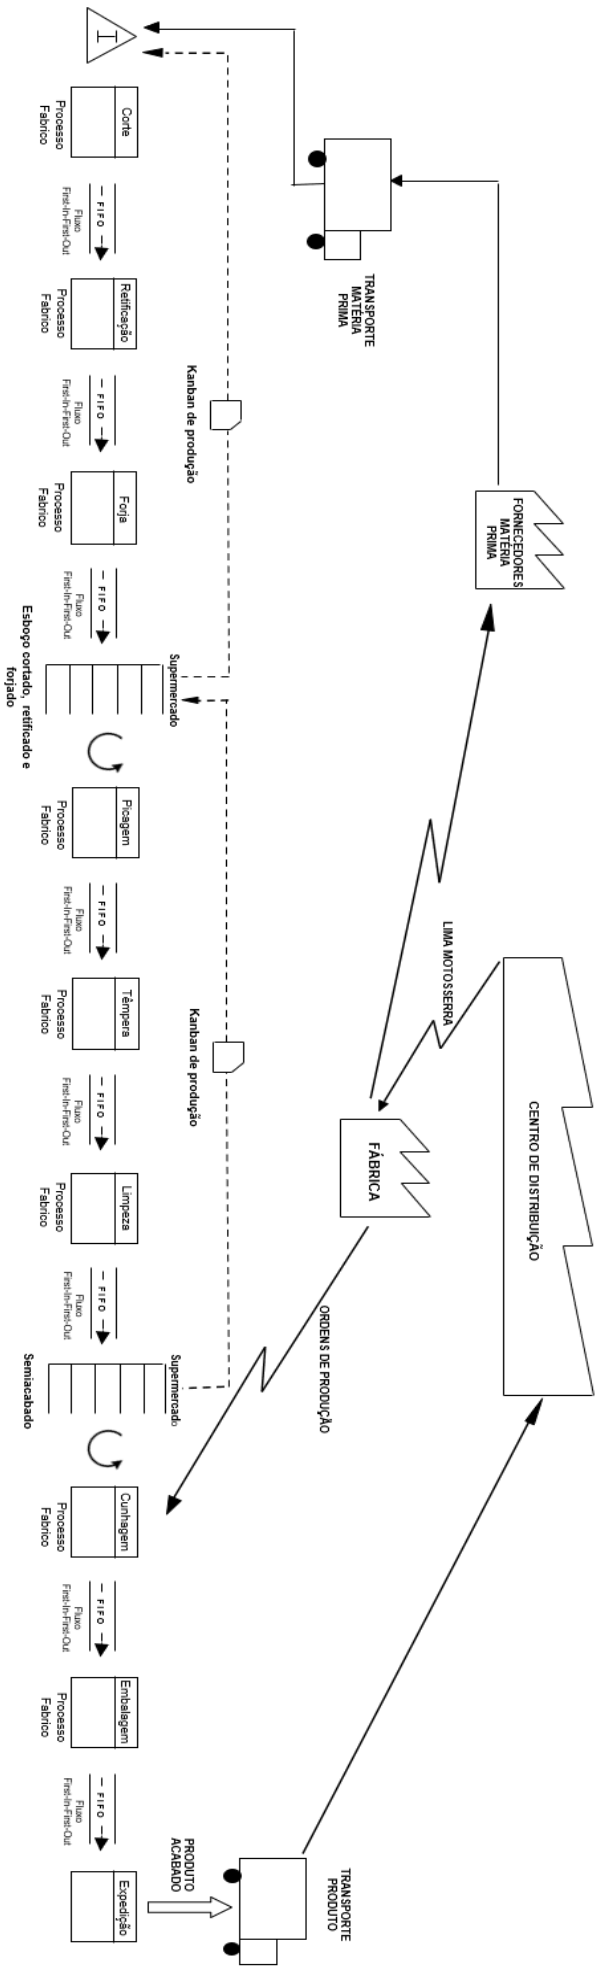 CENTRO DE DISTRIBUIÇÃO
FORNECEDORES
MATÉRIA
PRIMA
LIMA MOTOSSERRA
FÁBRICA
TRANSPORTE
MATÉRIA
PRIMA
ORDENS DE PRODUÇÃO
TRANSPORTE
PRODUTO
Kanban de produção
Kanban de produção
PRODUTO
ACABADO
I
Corte
Processo
Fabrico
FIFO
Fluxo
First-In-First-Out
Retificação
Processo
Fabrico
FIFO
Fluxo
First-In-First-Out
Forja
Processo
Fabrico
FIFO
Fluxo
First-In-First-Out
Supermercado
Esboço cortado, retificado e
forjado
Picagem
Processo
Fabrico
FIFO
Fluxo
First-In-First-Out
Têmpera
Processo
Fabrico
FIFO
Fluxo
First-In-First-Out
Limpeza
Processo
Fabrico
FIFO
Fluxo
First-In-First-Out
Supermercado
Semiacabado
Cunhagem
Processo
Fabrico
FIFO
Fluxo
First-In-First-Out
Embalagem
Processo
Fabrico
FIFO
Fluxo
First-In-First-Out
Expedição